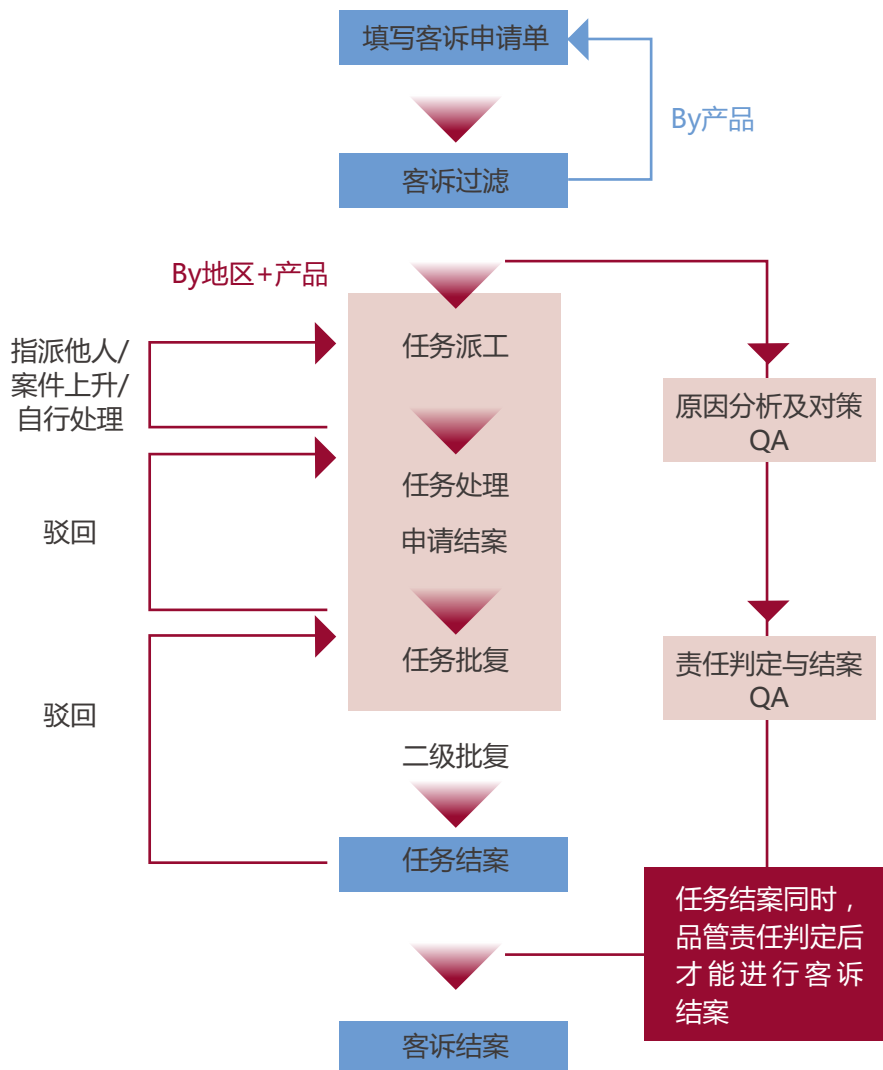 填写客诉申请单
By产品
客诉过滤
By地区+产品
任务派工
指派他人/
案件上升/
自行处理
原因分析及对策
QA
任务处理
驳回
申请结案
任务批复
责任判定与结案
QA
驳回
二级批复
任务结案
任务结案同时，
品管责任判定后
才能进行客诉
结案
客诉结案